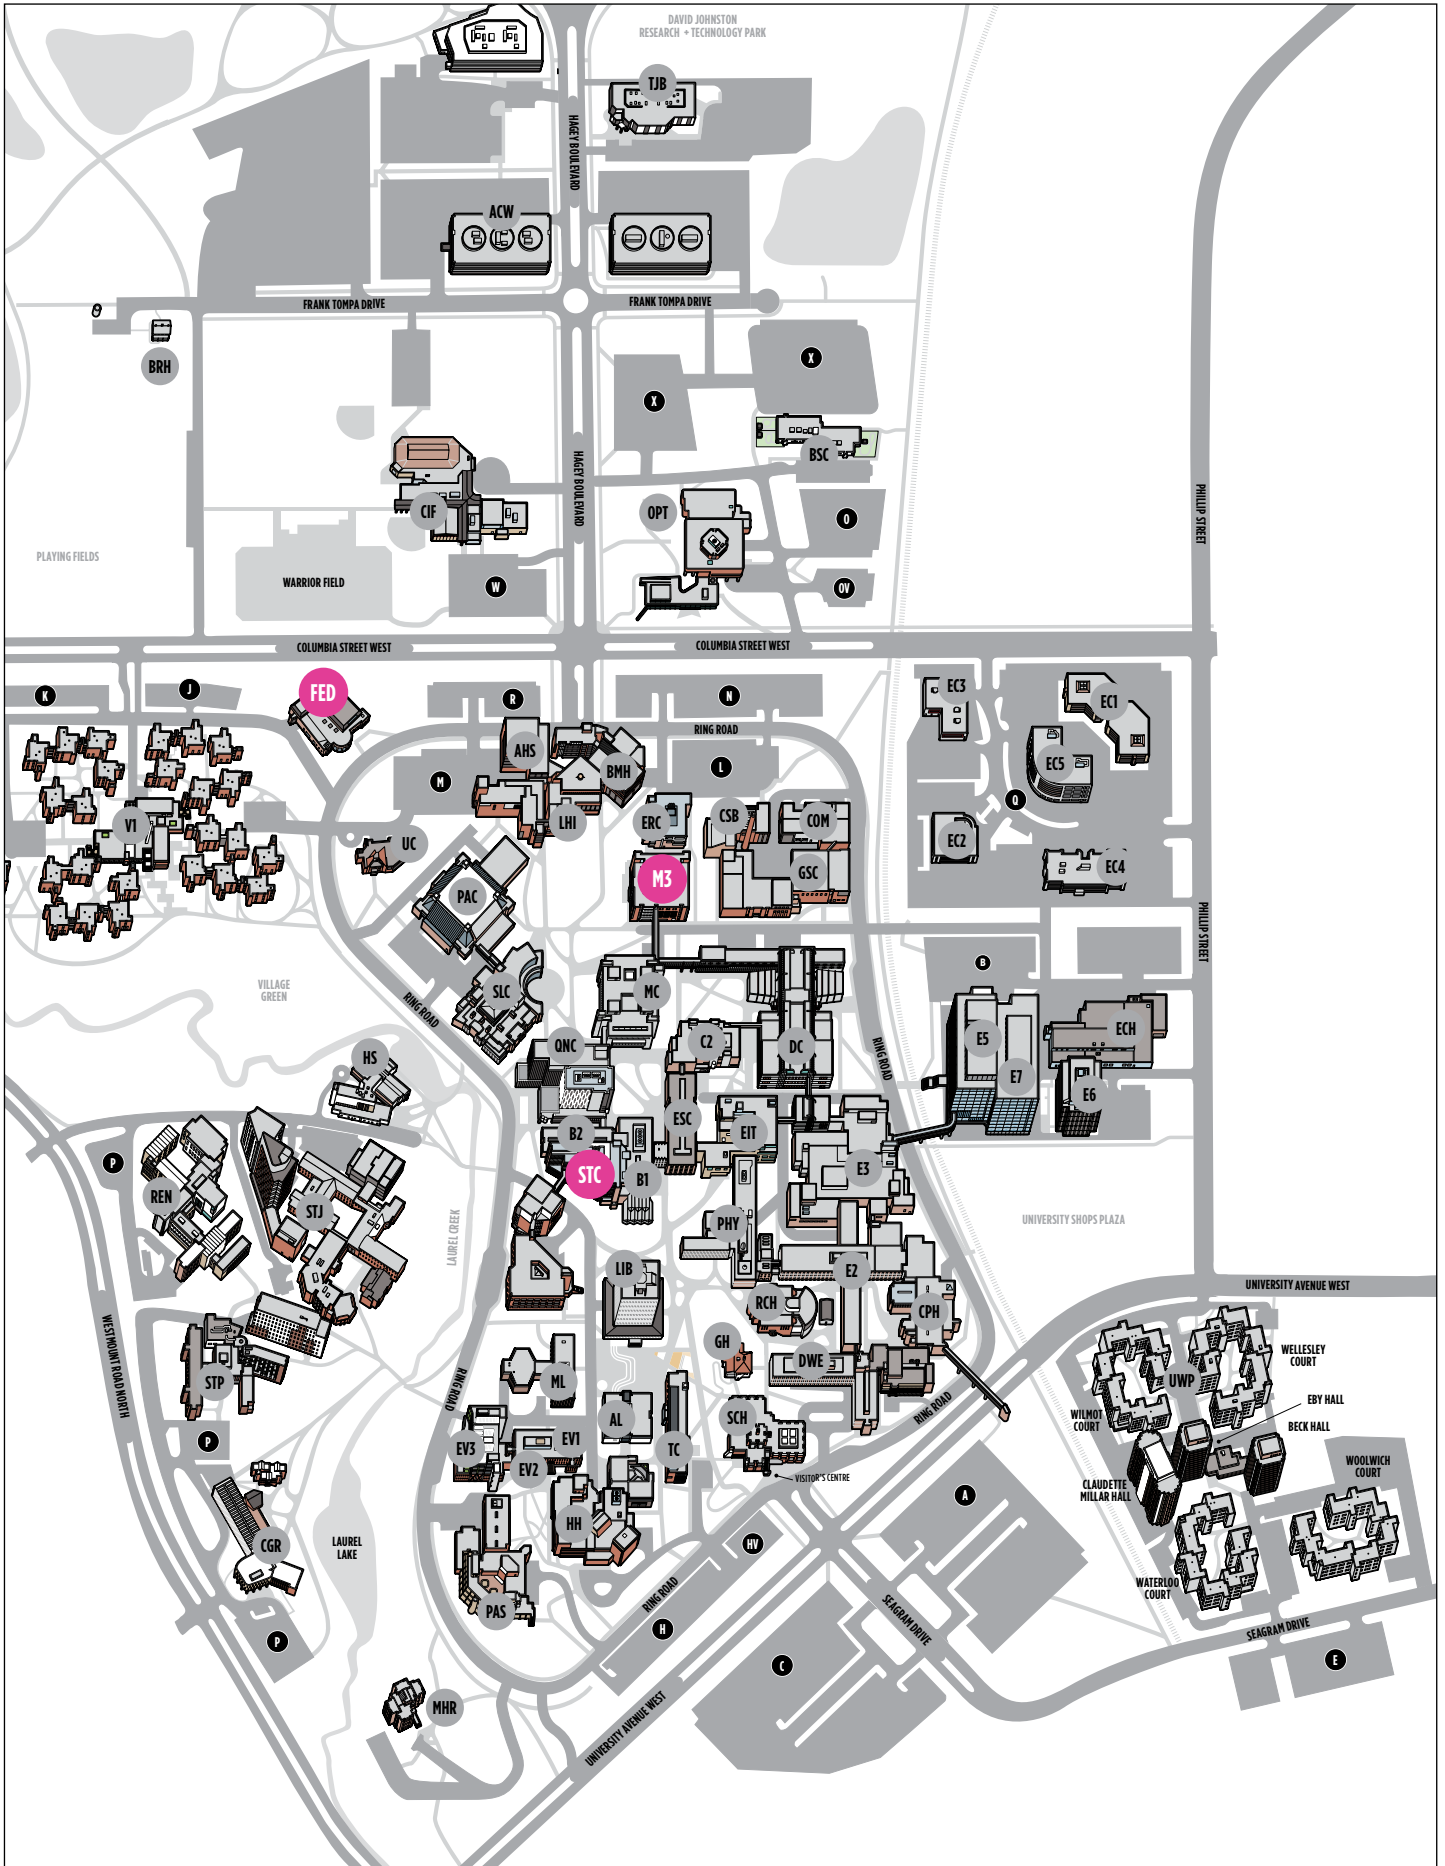 DAVID JOHNSTON
RESEARCH + TECHNOLOGY PARK
TJB
HAGEY BOULEVARD
ACW
FRANK TOMPA DRIVE
FRANK TOMPA DRIVE
BRH
X
X
BSC
HAGEY BOULEVARD
CIF
OPT
O
PHILLIP STREET
PLAYING FIELDS
WARRIOR FIELD
W
OV
COLUMBIA STREET WEST
COLUMBIA STREET WEST
K
J
FED
R
N
EC3
EC1
RING ROAD
AHS
BMH
L
M
EC5
Q
V1
UC
LHI
ERC
CSB
COM
EC2
M3
GSC
EC4
PAC
PHILLIP STREET
B
VILLAGE
GREEN
SLC
MC
RING ROAD
QNC
C2
DC
RING ROAD
E5
ECH
HS
E7
E6
ESC
EIT
B2
P
REN
STC
B1
E3
STJ
PHY
LAUREL CREEK
UNIVERSITY SHOPS PLAZA
LIB
E2
UNIVERSITY AVENUE WEST
RCH
CPH
WESTMOUNT ROAD NORTH
GH
WELLESLEY
COURT
STP
RING ROAD
ML
DWE
UWP
EBY HALL
WILMOT
COURT
BECK HALL
RING ROAD
AL
SCH
P
EV3
EV1
EV2
TC
VISITOR'S CENTRE
WOOLWICH
COURT
CLAUDETTE
MILLAR HALL
A
HH
CGR
LAUREL
LAKE
HV
WATERLOO
COURT
PAS
RING ROAD
SEAGRAM DRIVE
H
P
SEAGRAM DRIVE
C
E
MHR
UNIVERSITY AVENUE WEST